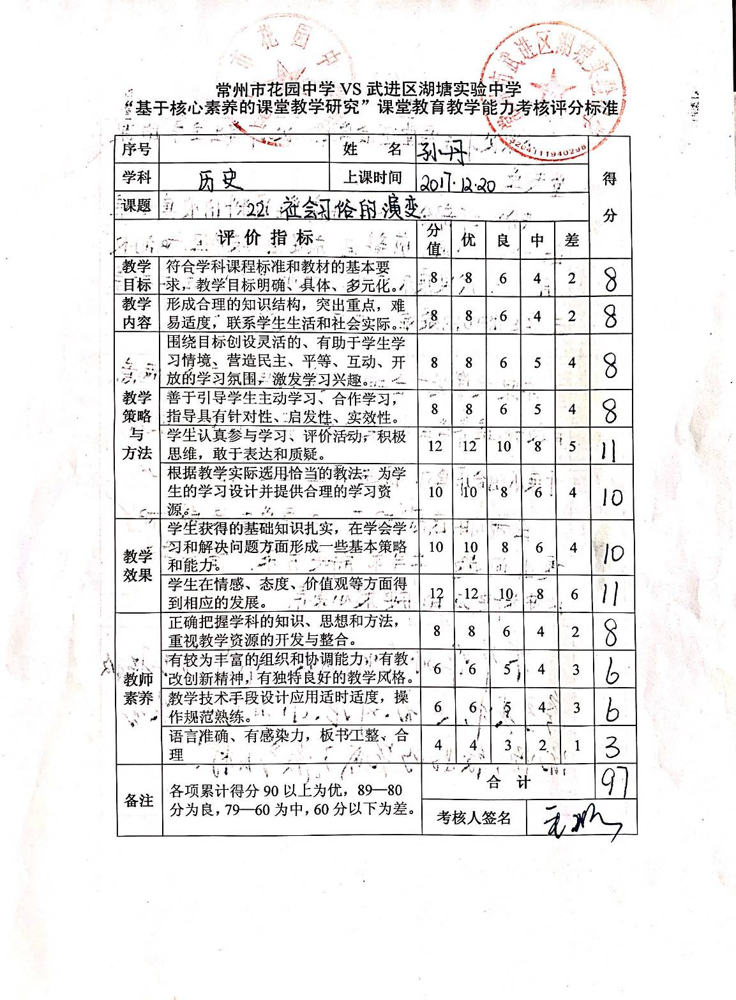 市花园中
市武进区湖塘实验
3204111940298
常州市花园中学 VS 武进区湖塘实验中学
“基于核心素养的课堂教学研究”课堂教育教学能力考核评分标准
序号 姓 名 孙丹 得分
学科 历史 上课时间 2017.12.20
课题 22. 社会习俗的演变
评 价 指 标 分值 优 良 中 差
教学目标 符合学科课程标准和教材的基本要
求，教学目标明确、具体、多元化。 8 8 6 4 2 8
教学内容 形成合理的知识结构，突出重点，难
易适度，联系学生生活和社会实际。 8 8 6 4 2 8
教学策略与方法 围绕目标创设灵活的、有助于学生学
习情境、营造民主、平等、互动、开
放的学习氛围，激发学习兴趣。 8 8 6 5 4 8
善于引导学生主动学习、合作学习，
指导具有针对性、启发性、实效性。 8 8 6 5 4 8
学生认真参与学习、评价活动，积极
思维，敢于表达和质疑。 12 12 10 8 5 11
根据教学实际选用恰当的教法；为学
生的学习设计并提供合理的学习资
源。 10 10 8 6 4 10
教学效果 学生获得的基础知识扎实，在学会学
习和解决问题方面形成一些基本策略
和能力。 10 10 8 6 4 10
学生在情感、态度、价值观等方面得
到相应的发展。 12 12 10 8 6 11
教师素养 正确把握学科的知识、思想和方法，
重视教学资源的开发与整合。 8 8 6 4 2 8
有较为丰富的组织和协调能力，有教
改创新精神，有独特良好的教学风格。 6 6 5 4 3 6
教学技术手段设计应用适时适度，操
作规范熟练。 6 6 5 4 3 6
语言准确、有感染力，板书工整、合
理 4 4 3 2 1 3
备注 各项累计得分 90 以上为优，89—80
分为良，79—60 为中，60 分以下为差。
合 计 97
考核人签名